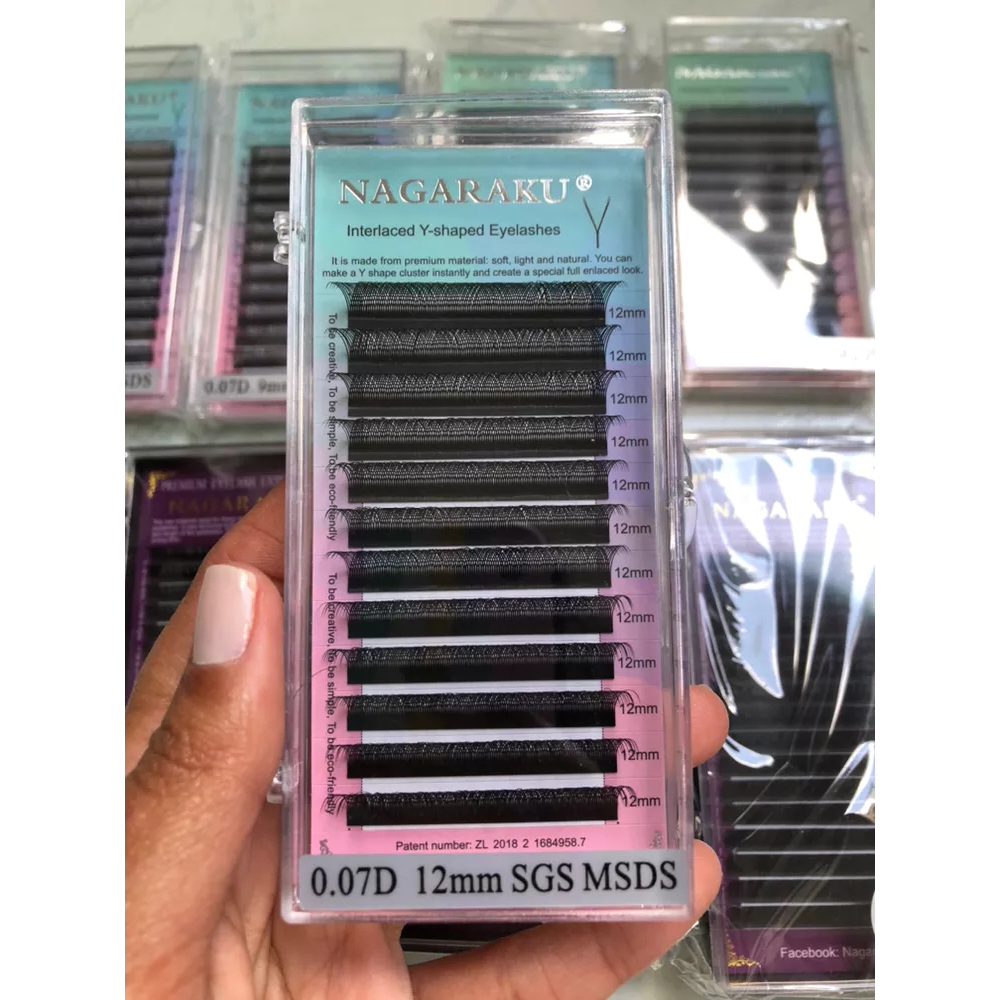 NAGARAKU®
Interlaced Y-shaped Eyelashes
It is made from premium material: soft, light and natural. You can
make a Y shape cluster instantly and create a special full enlaced look.
12mm
12mm
12mm
12mm
12mm
12mm
12mm
12mm
12mm
12mm
12mm
12mm
To be creative, To be simple, To be eco-friendly
To be creative, To be simple, To be eco-friendly
Patent number: ZL 2018 2 1684958.7
0.07D 12mm SGS MSDS
NAGARAKU
NAGARAKU
0.07D 9mm
NAGARAKU
Facebook: